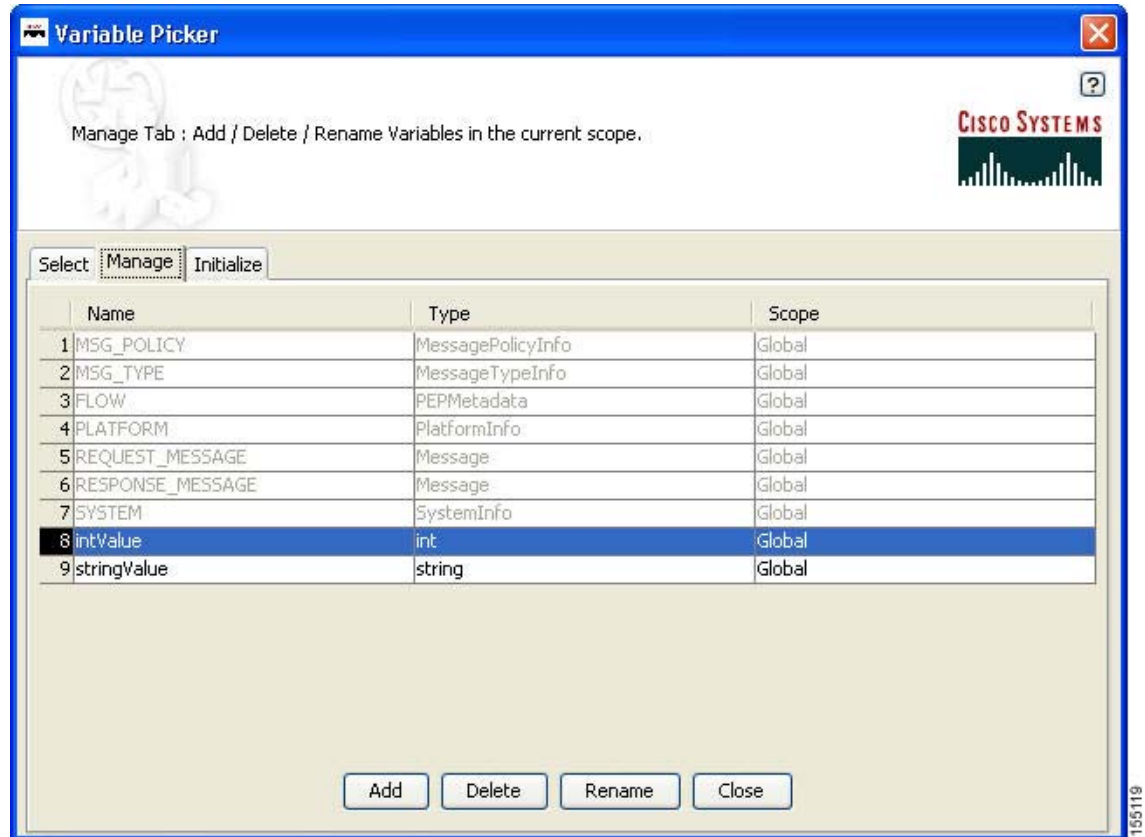 Variable Picker
?
Manage Tab : Add / Delete / Rename Variables in the current scope.
CISCO SYSTEMS
Select Manage Initialize
Name Type Scope
1 MSG_POLICY MessagePolicyInfo Global
2 MSG_TYPE MessageTypeInfo Global
3 FLOW PEPMetadata Global
4 PLATFORM PlatformInfo Global
5 REQUEST_MESSAGE Message Global
6 RESPONSE_MESSAGE Message Global
7 SYSTEM SystemInfo Global
8 intValue int Global
9 stringValue string Global
Add Delete Rename Close
155119